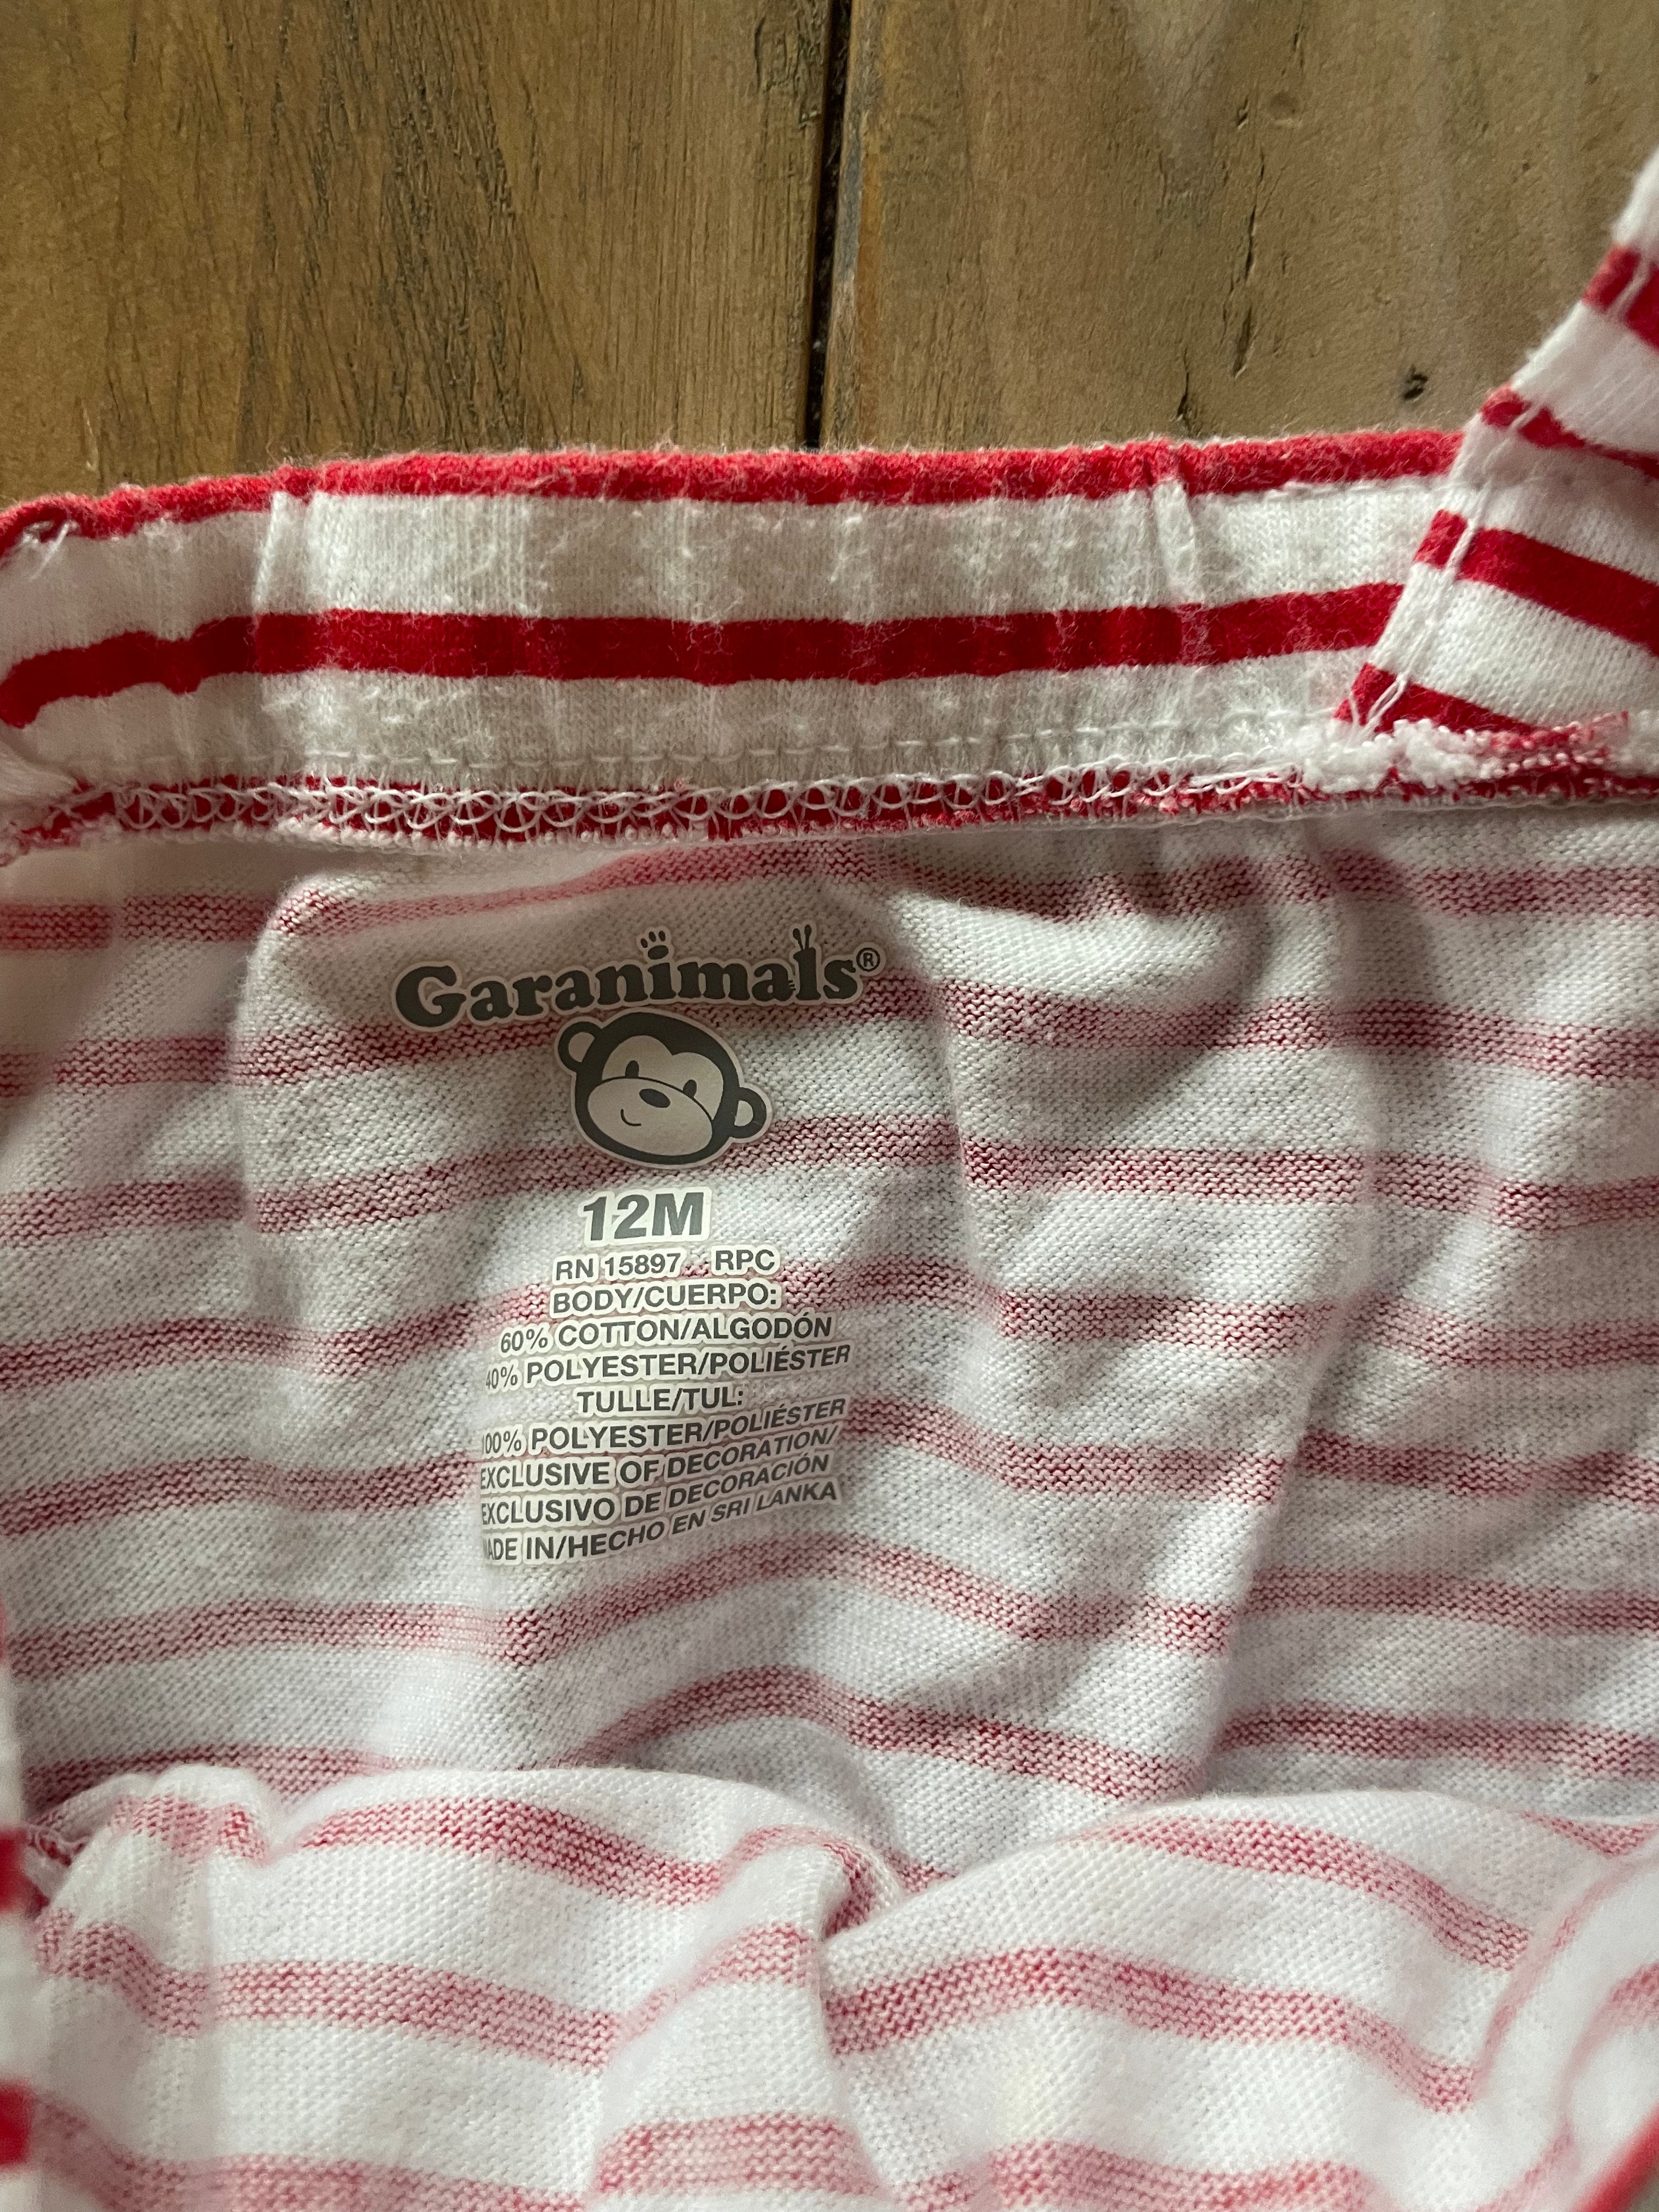 Garanimals®
12M
RN 15897 RPC
BODY/CUERPO:
60% COTTON/ALGODÓN
40% POLYESTER/POLIÉSTER
TULLE/TUL:
100% POLYESTER/POLIÉSTER
EXCLUSIVE OF DECORATION/
EXCLUSIVO DE DECORACIÓN
MADE IN/HECHO EN SRI LANKA